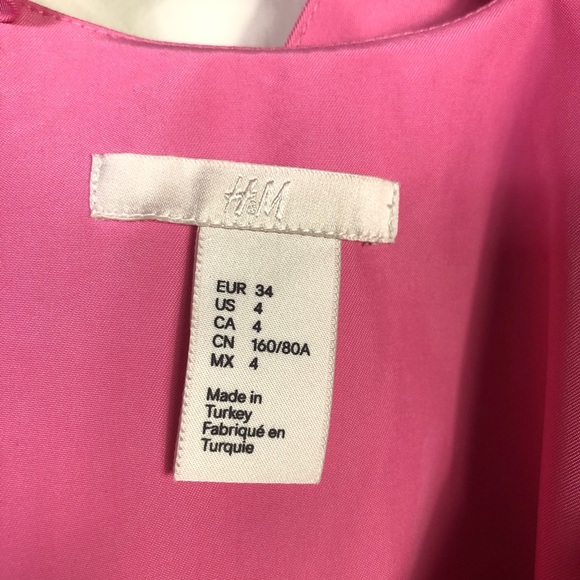 H&M
EUR 34
US 4
CA 4
CN 160/80A
MX 4
Made in
Turkey
Fabriqué en
Turquie